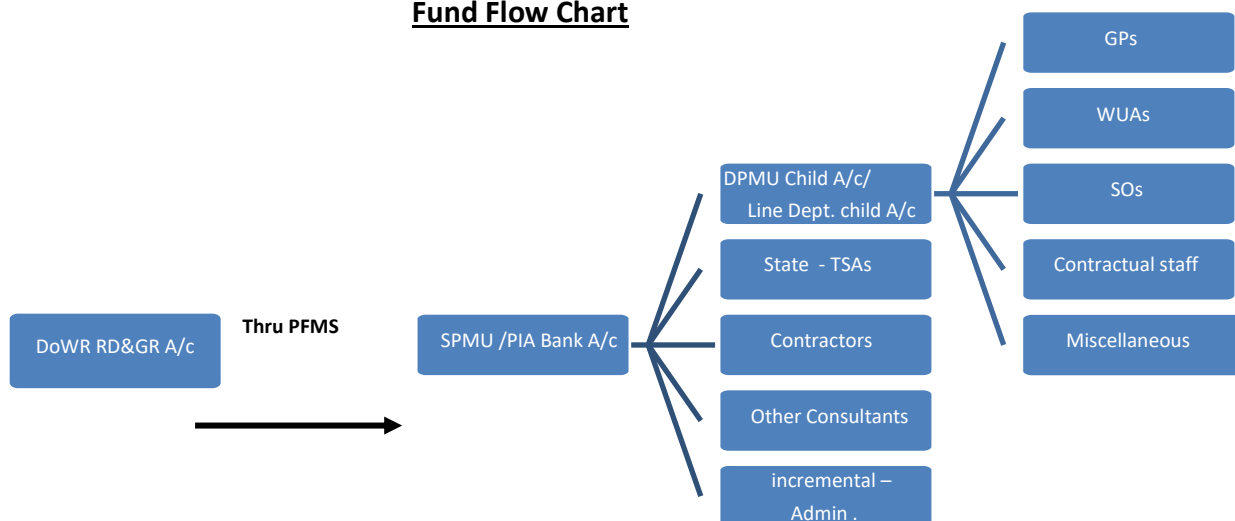 Fund Flow Chart
DoWR RD&GR A/c
Thru PFMS
SPMU /PIA Bank A/c
DPMU Child A/c/
Line Dept. child A/c
State - TSAs
Contractors
Other Consultants
incremental –
Admin .
GPs
WUAs
SOs
Contractual staff
Miscellaneous